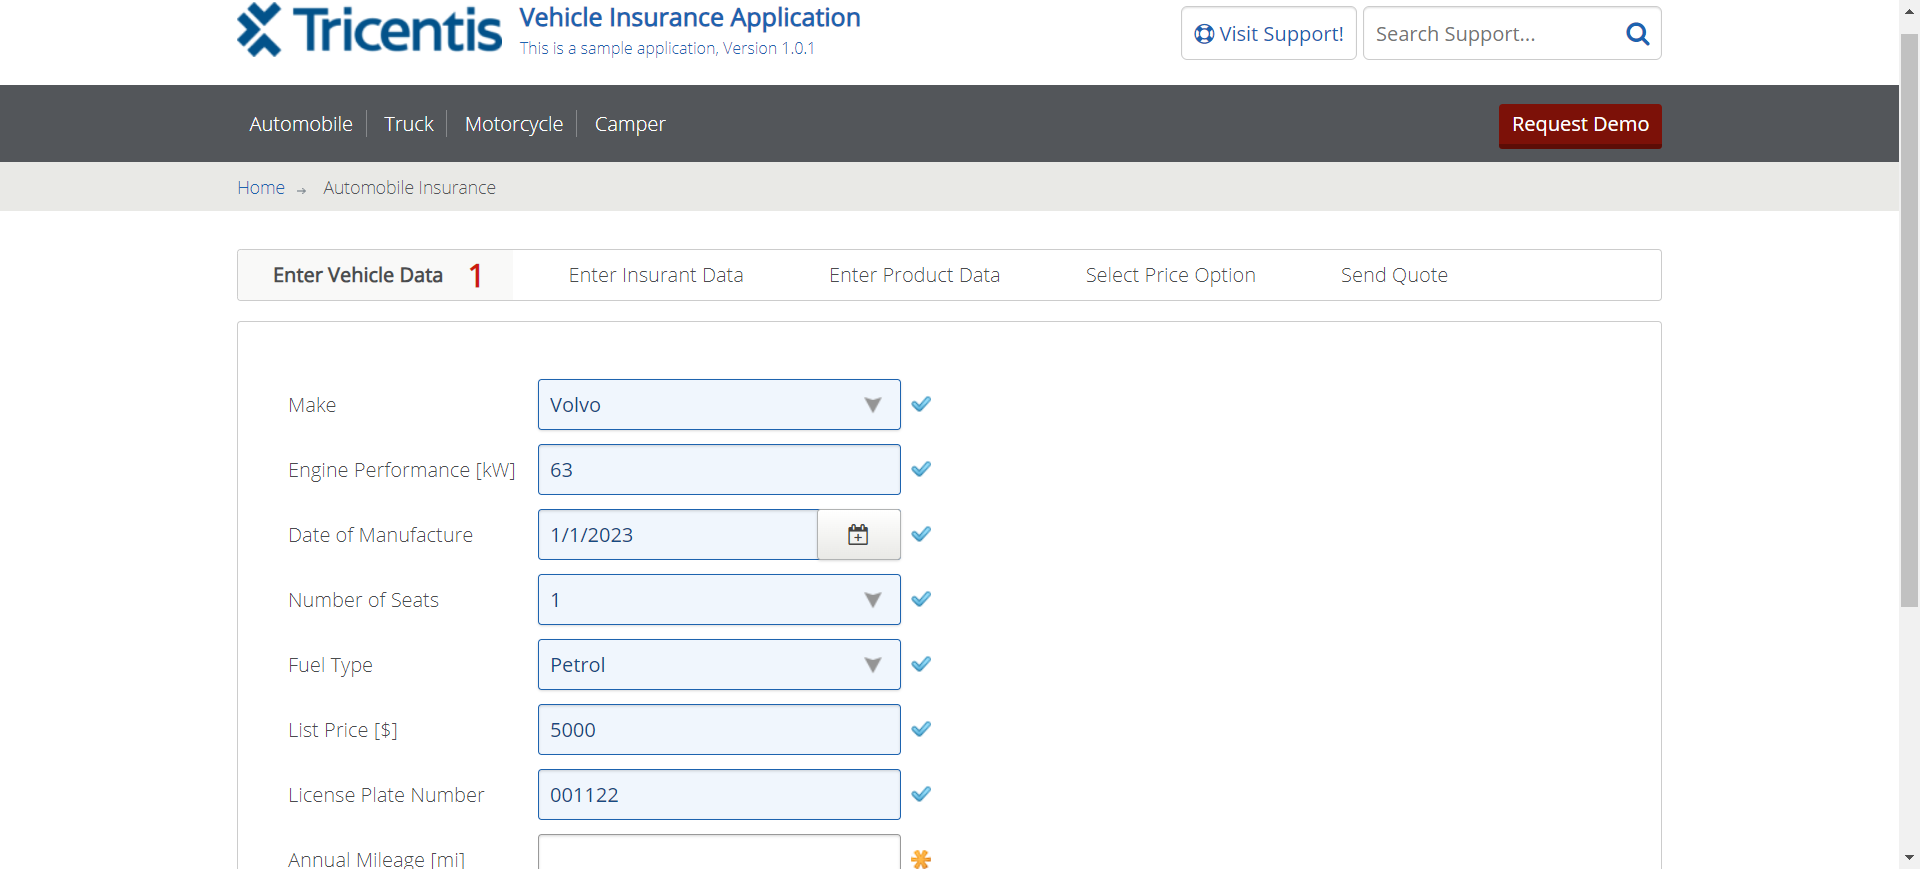 Tricentis
Vehicle Insurance Application
This is a sample application, Version 1.0.1
Visit Support!
Search Support...
Automobile
Truck
Motorcycle
Camper
Request Demo
Home
Automobile Insurance
Enter Vehicle Data 1
Enter Insurant Data
Enter Product Data
Select Price Option
Send Quote
Make
Volvo
Engine Performance [kW]
63
Date of Manufacture
1/1/2023
Number of Seats
1
Fuel Type
Petrol
List Price [$]
5000
License Plate Number
001122
Annual Mileage [mi]